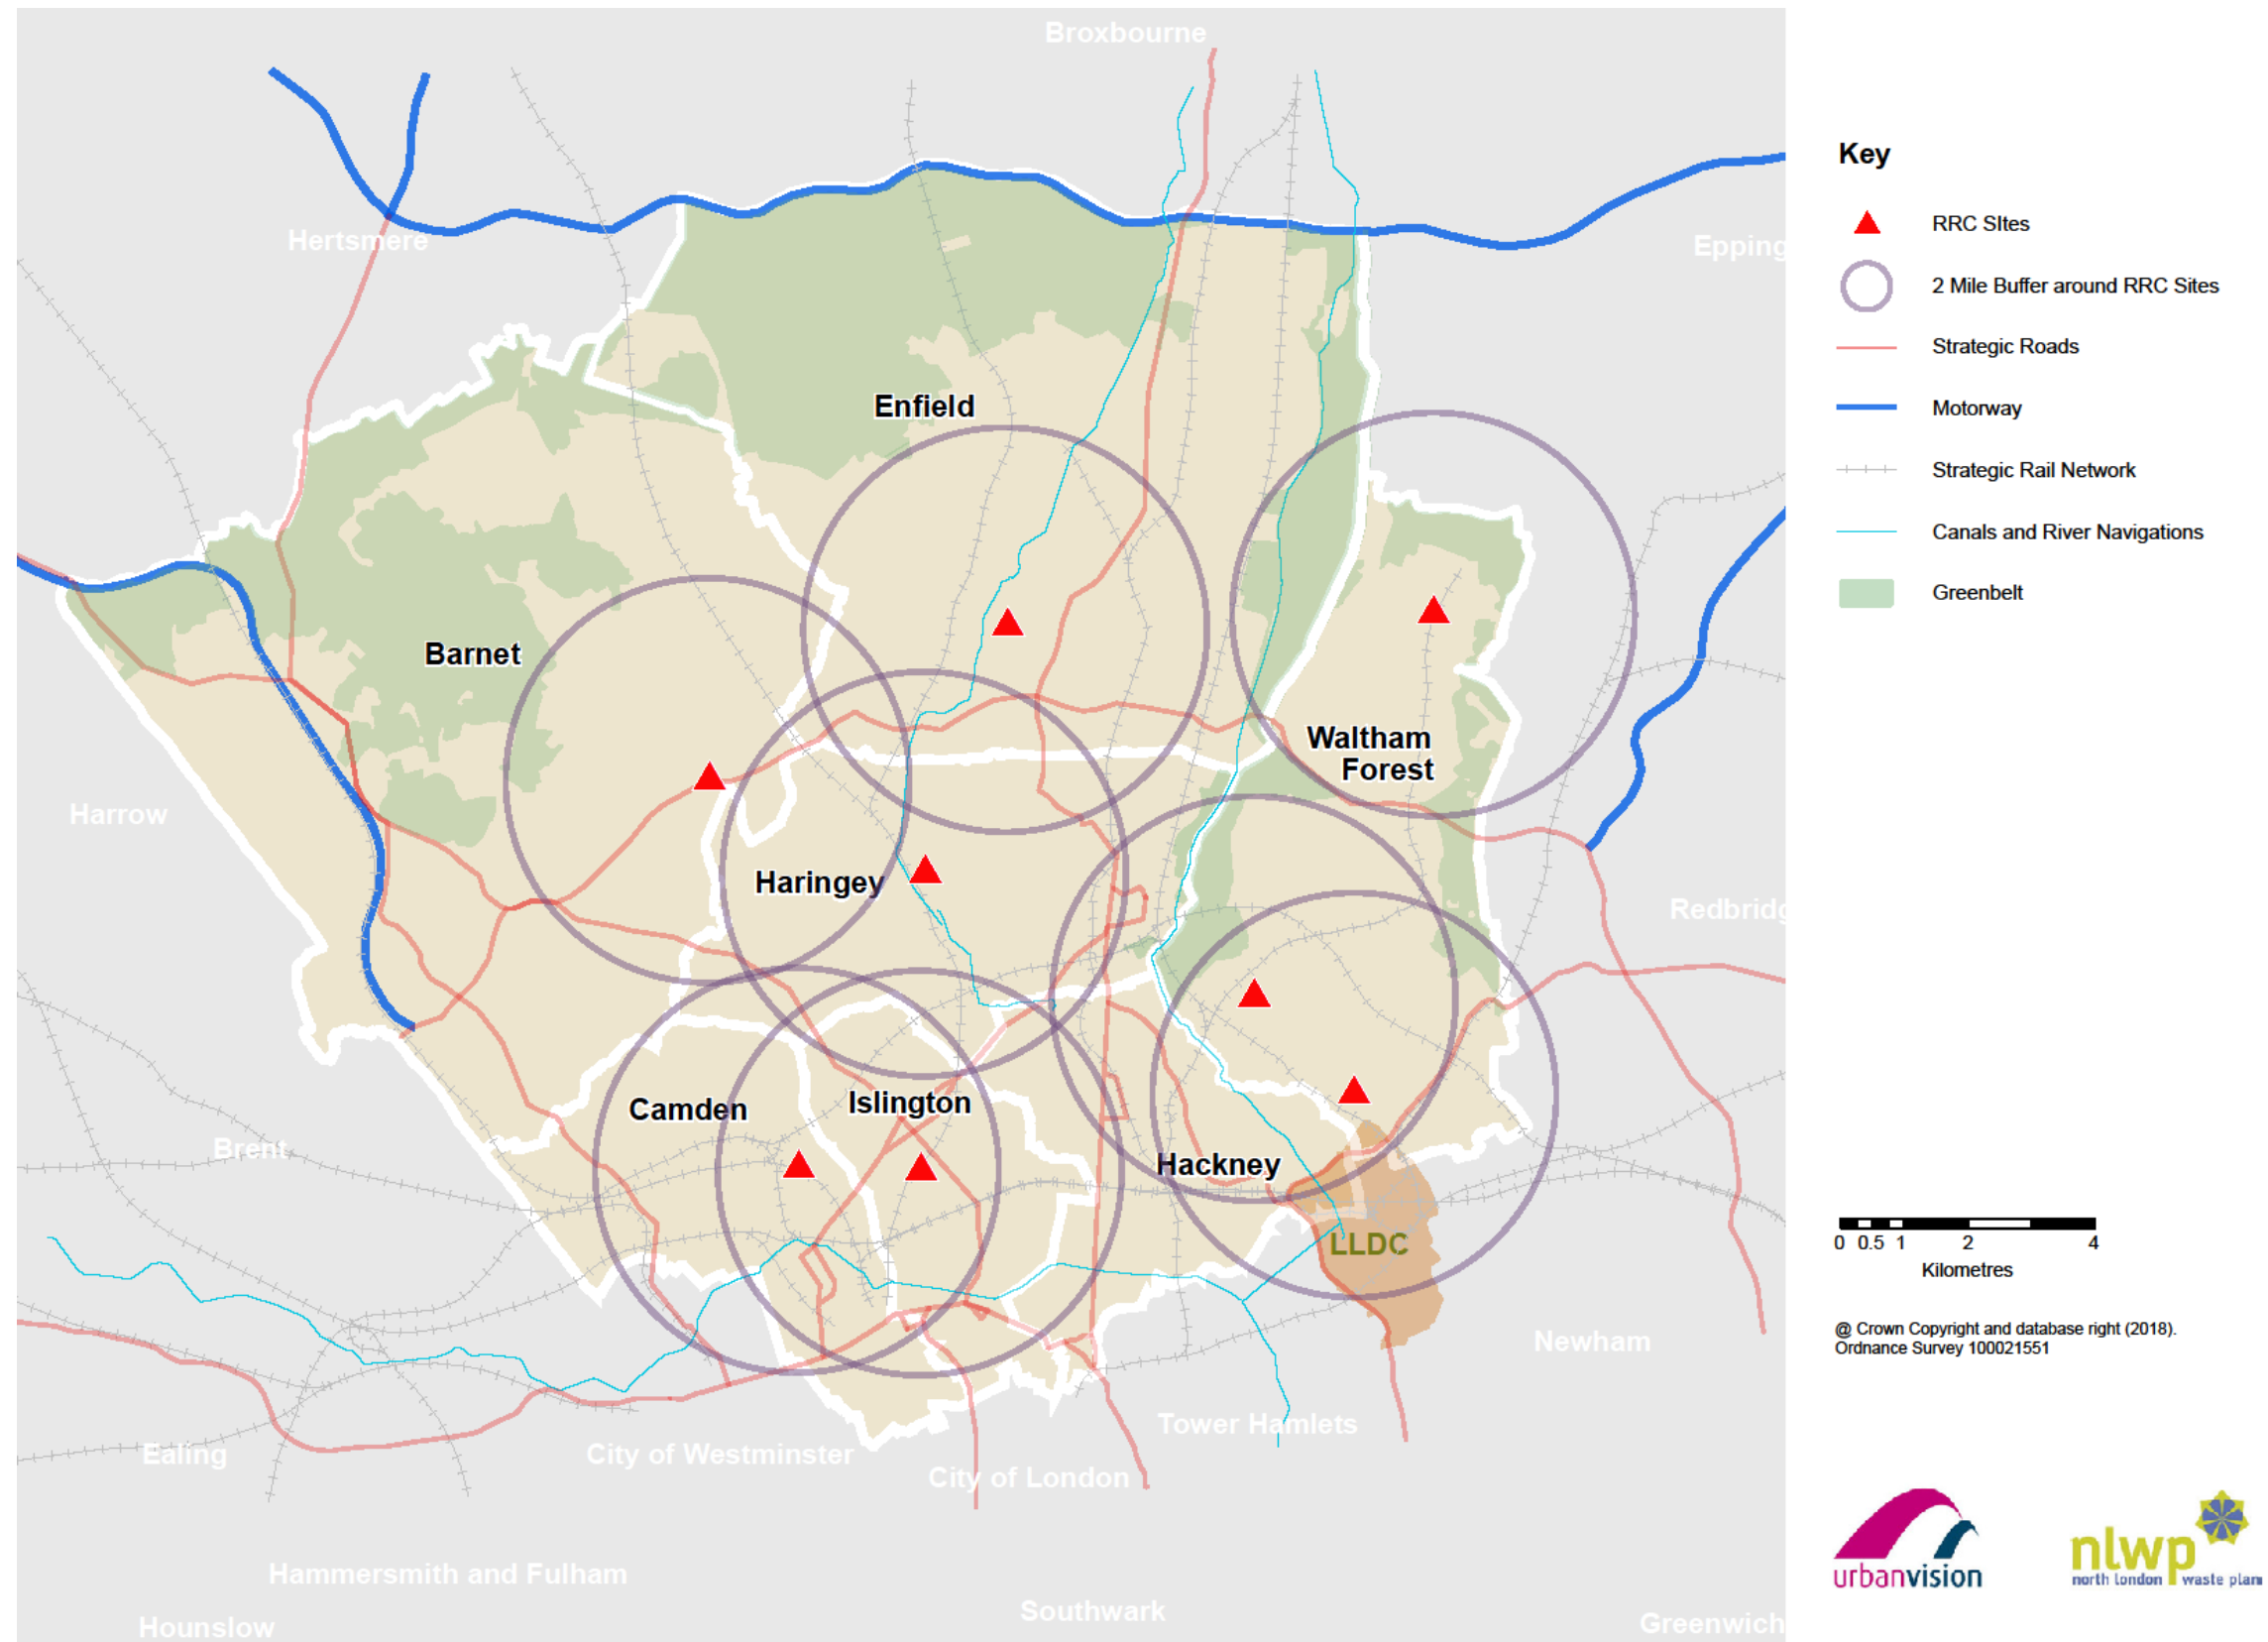 Broxbourne
Hertsmere
Epping
Enfield
Barnet
Waltham
Forest
Harrow
Haringey
Redbridg
Camden
Islington
Brent
Hackney
LLDC
Newham
Tower Hamlets
Ealing
City of Westminster
City of London
Hammersmith and Fulham
Southwark
Hounslow
Greenwich
Key
RRC SItes
2 Mile Buffer around RRC Sites
Strategic Roads
Motorway
Strategic Rail Network
Canals and River Navigations
Greenbelt
0 0.5 1 2 4
Kilometres
@ Crown Copyright and database right (2018).
Ordnance Survey 100021551
urbanvision
nlwp
north london waste plan